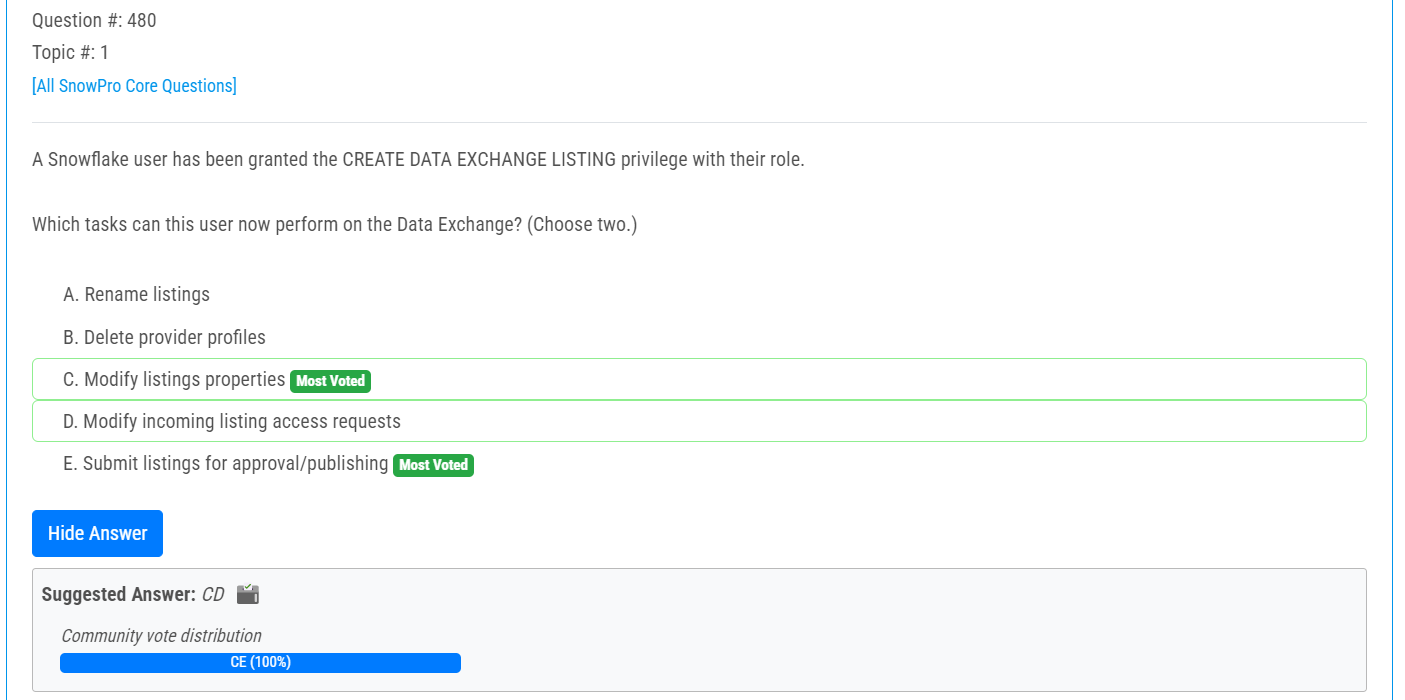 Question #: 480
Topic #: 1
[All SnowPro Core Questions]
A Snowflake user has been granted the CREATE DATA EXCHANGE LISTING privilege with their role.
Which tasks can this user now perform on the Data Exchange? (Choose two.)
A. Rename listings
B. Delete provider profiles
C. Modify listings properties Most Voted
D. Modify incoming listing access requests
E. Submit listings for approval/publishing Most Voted
Hide Answer
Suggested Answer: CD
Community vote distribution
CE (100%)